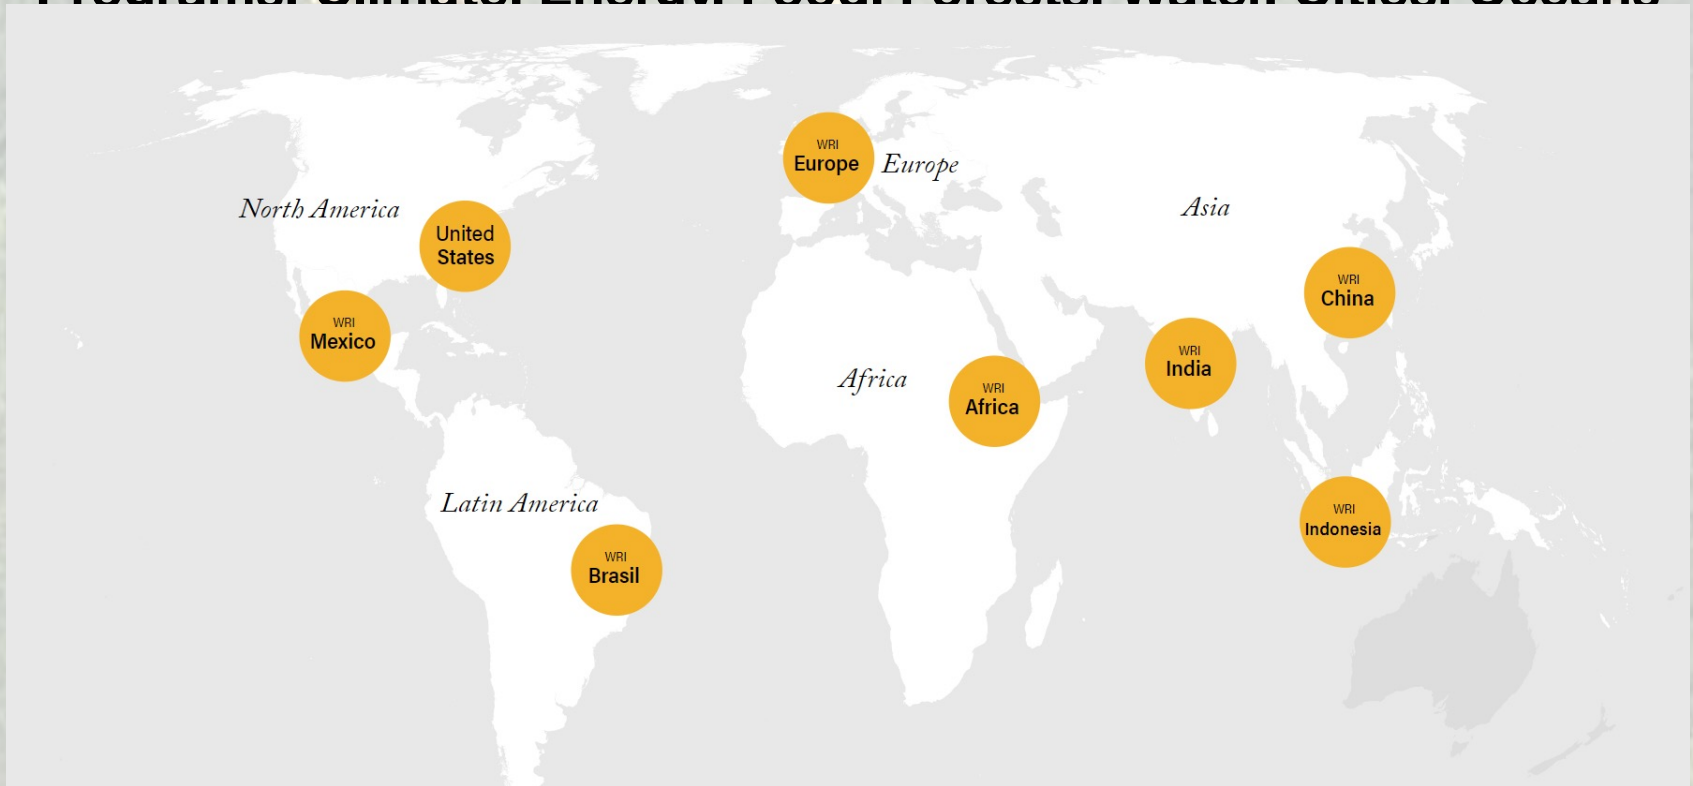 North America
United
States
WRI
Mexico
Latin America
WRI
Brasil
WRI
Europe
Europe
Africa
WRI
Africa
Asia
WRI
China
WRI
India
WRI
Indonesia